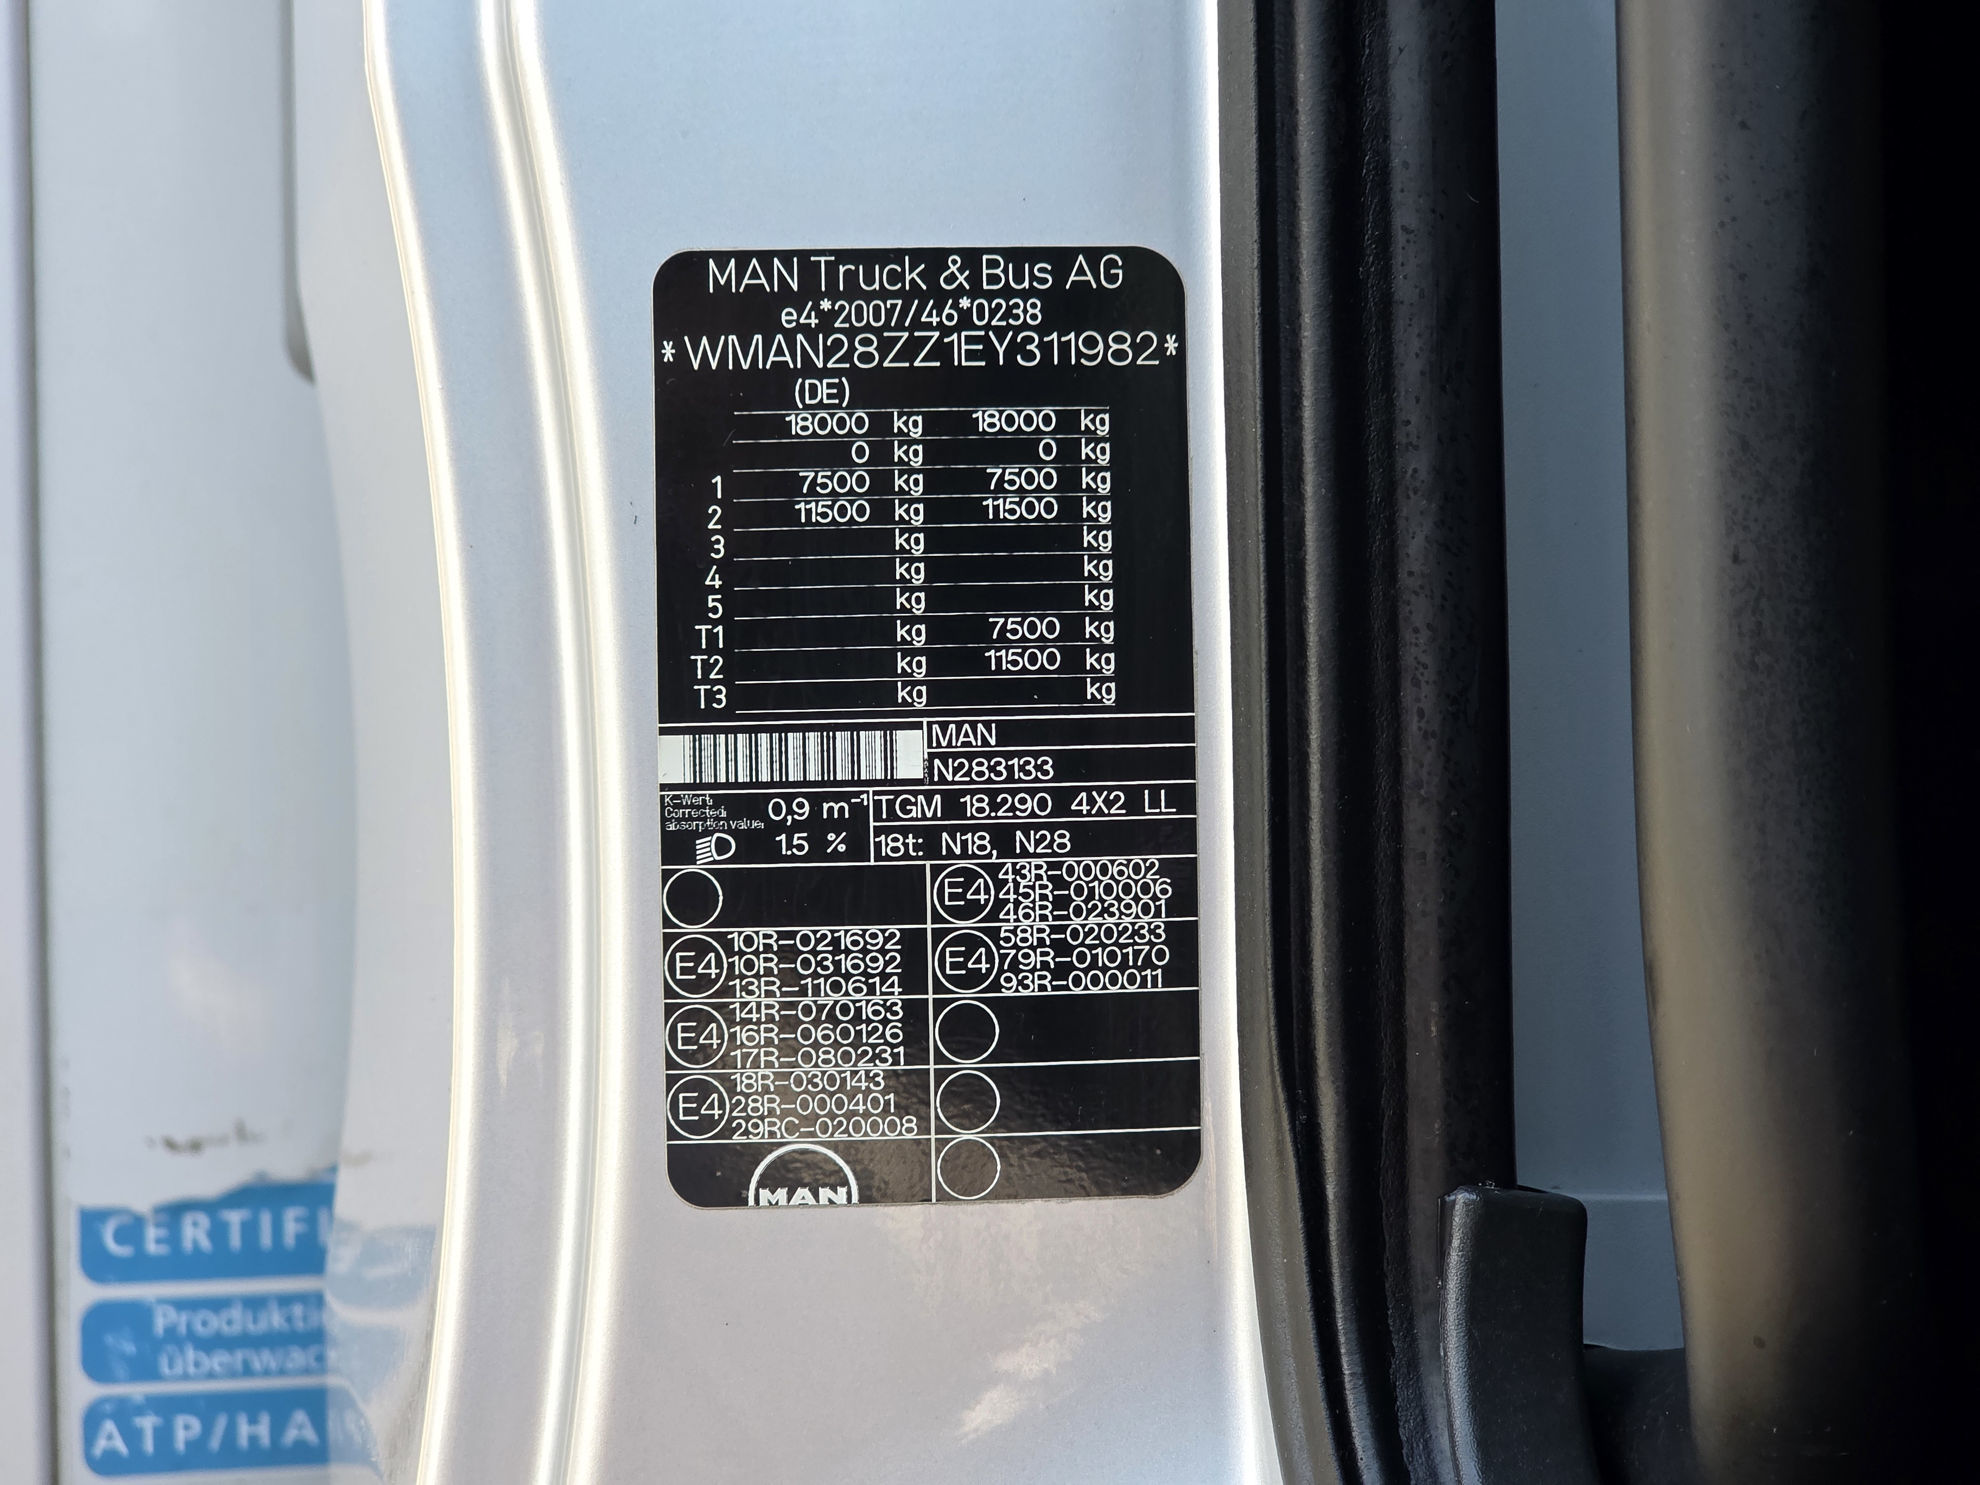 MAN Truck & Bus AG
e4*2007/46*0238
*WMAN28ZZ1EY311982*
(DE)
18000 kg 18000 kg
0 kg 0 kg
1 7500 kg 7500 kg
2 11500 kg 11500 kg
3 kg kg
4 kg kg
5 kg kg
T1 kg 7500 kg
T2 kg 11500 kg
T3 kg kg
MAN
N283133
K-Wert:
Corrected
absorption value:
0,9 m⁻¹
TGM 18.290 4X2 LL
1.5 %
18t: N18, N28
E4
43R-000602
45R-010006
46R-023901
E4
10R-021692
10R-031692
13R-110614
E4
58R-020233
79R-010170
93R-000011
E4
14R-070163
16R-060126
17R-080231
E4
18R-030143
28R-000401
29RC-020008
MAN
CERTIFI
Produkti
überwac
ATP/HA